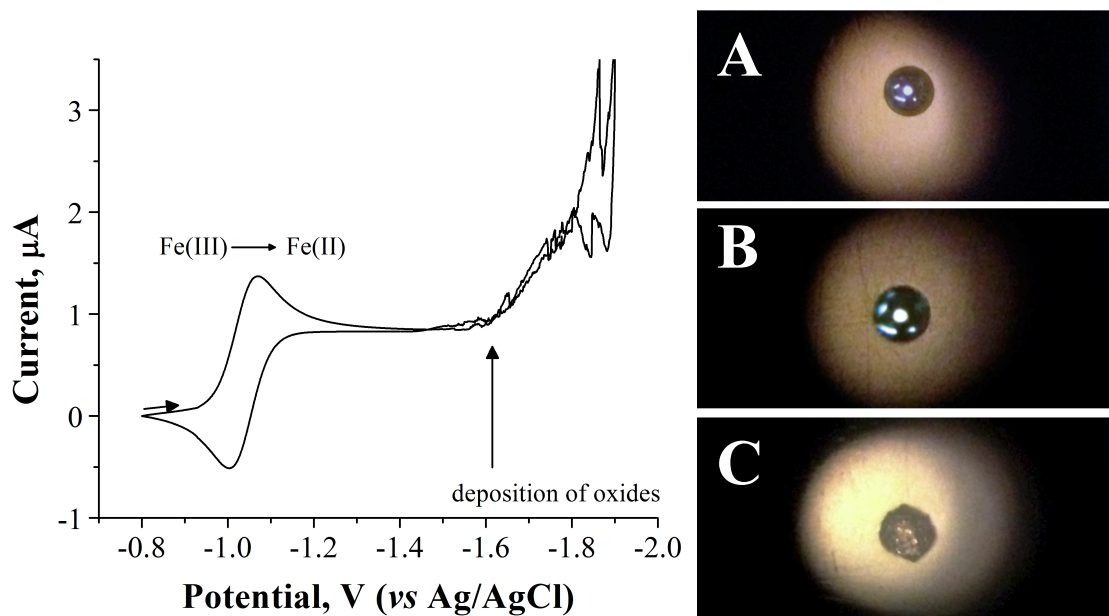 3
2
1
0
-1
Current, µA
Fe(III) → Fe(II)
deposition of oxides
-0.8 -1.0 -1.2 -1.4 -1.6 -1.8 -2.0
Potential, V (vs Ag/AgCl)
A
B
C